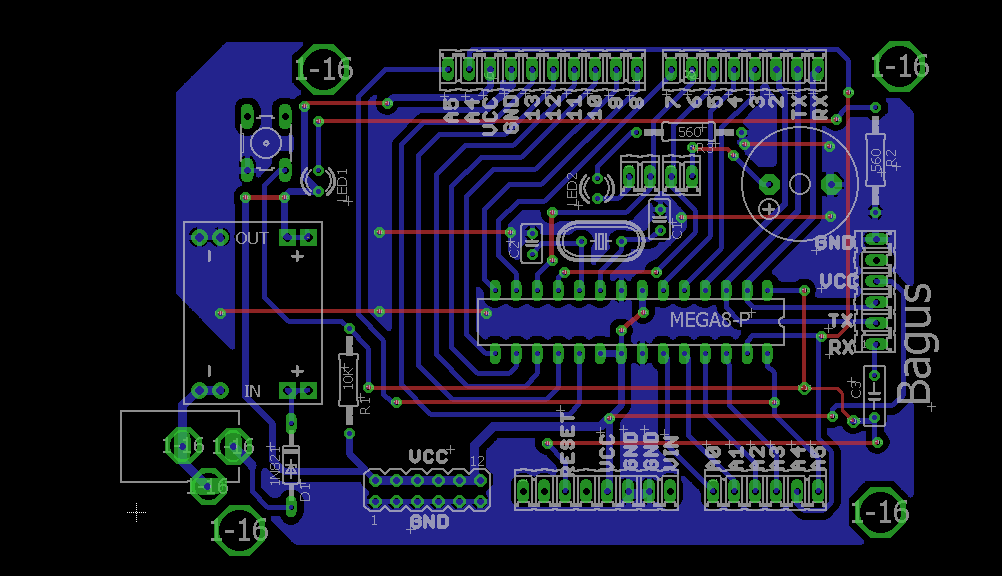 1-16
1-16
A5
A4
VCC
GND
13
12
11
10
9
8
7
6
5
4
3
2
TX
RX
560
560
R2
LED1
LED2
C1
C2
OUT
GND
VCC
TX
RX
MEGA8-P
Bagus
IN
10K
R1
C3
1-16
1-16
1-16
1N821
D1
VCC
12
1
GND
RESET
VCC
GND
GND
VIN
A0
A1
A2
A3
A4
A5
1-16
1-16